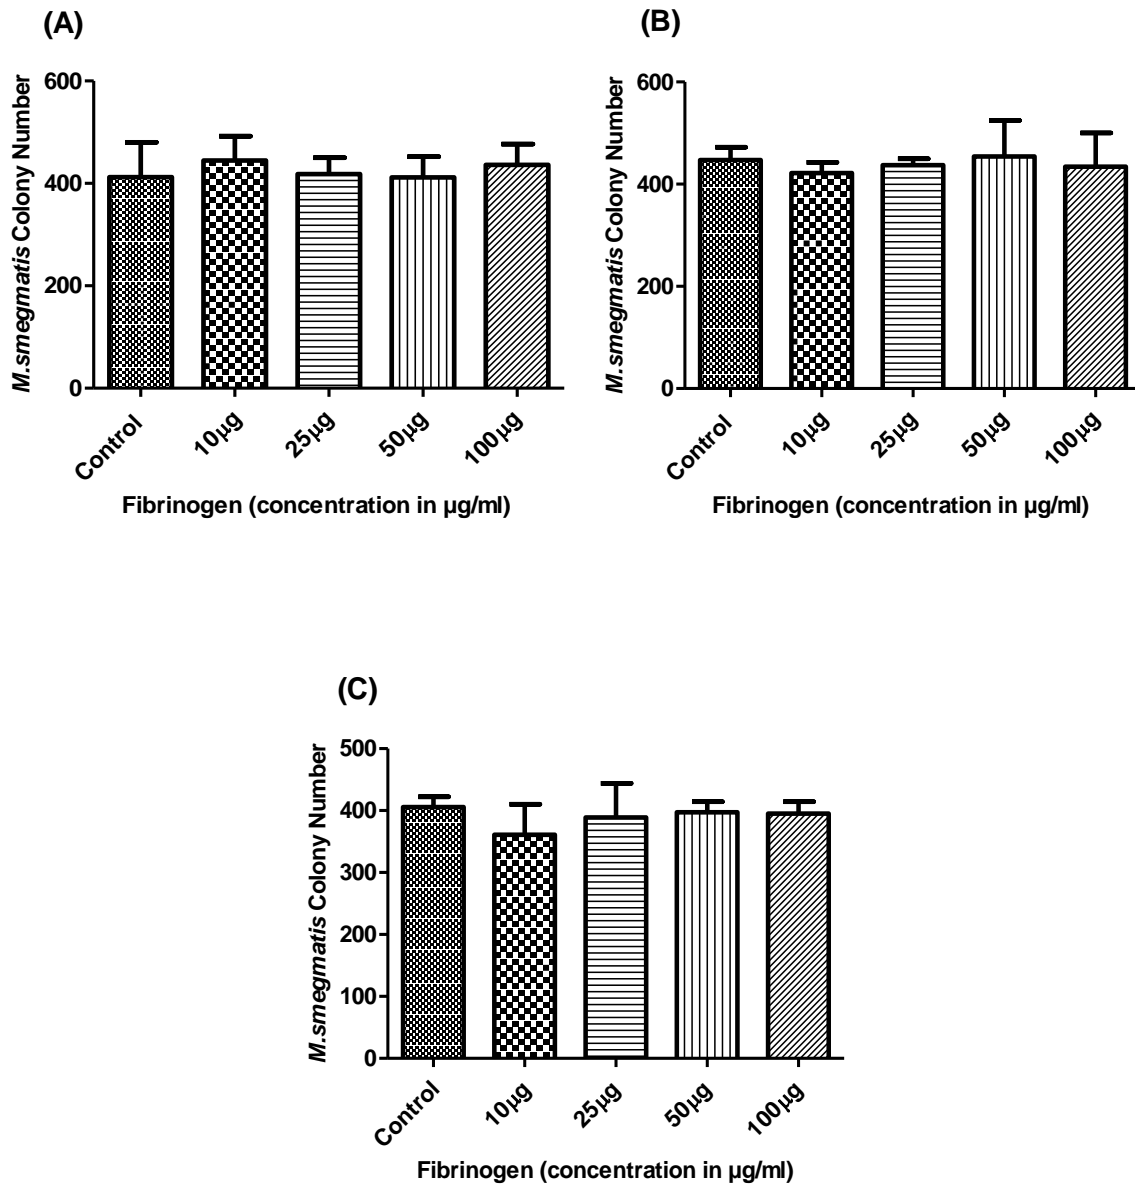 (A)
M.smegmatis Colony Number
600
400
200
0
Control
10µg
25µg
50µg
100µg
Fibrinogen (concentration in µg/ml)
(B)
M.smegmatis Colony Number
600
400
200
0
Control
10µg
25µg
50µg
100µg
Fibrinogen (concentration in µg/ml)
(C)
M.smegmatis Colony Number
500
400
300
200
100
0
Control
10µg
25µg
50µg
100µg
Fibrinogen (concentration in µg/ml)